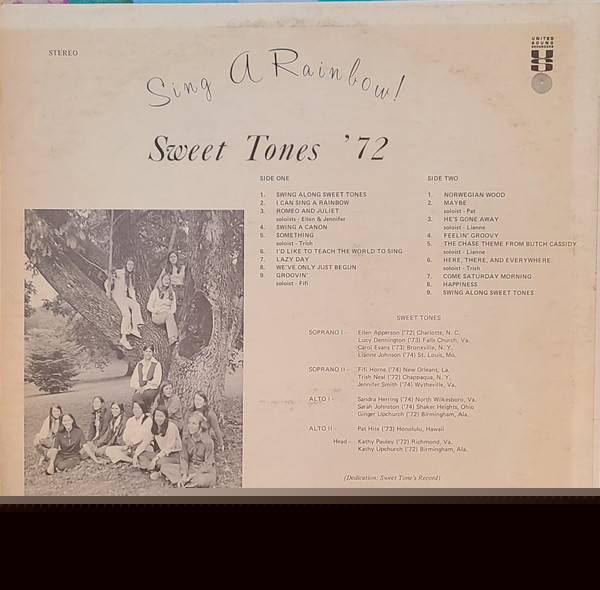 STEREO
UNITED
SOUND
US
Sing A Rainbow!
Sweet Tones '72
SIDE ONE
1. SWING ALONG SWEET TONES
2. I CAN SING A RAINBOW
3. ROMEO AND JULIET
soloists - Ellen & Jennifer
4. SWING A CANON
5. SOMETHING
soloist - Trish
6. I'D LIKE TO TEACH THE WORLD TO SING
7. LAZY DAY
8. WE'VE ONLY JUST BEGUN
9. GROOVIN'
soloist - Fifi
SIDE TWO
1. NORWEGIAN WOOD
2. MAYBE
soloist - Pat
3. HE'S GONE AWAY
soloist - Lianne
4. FEELIN' GROOVY
5. THE CHASE THEME FROM BUTCH CASSIDY
soloist - Lianne
6. HERE, THERE, AND EVERYWHERE
soloist - Trish
7. COME SATURDAY MORNING
8. HAPPINESS
9. SWING ALONG SWEET TONES
SWEET TONES
SOPRANO I - Ellen Apperson ('72) Charlotte, N. C.
Lucy Dennington ('73) Falls Church, Va.
Carol Evans ('72) Bronxville, N. Y.
Lianne Johnson ('74) St. Louis, Mo.
SOPRANO II - Fifi Horne ('74) New Orleans, La.
Trish Neal ('72) Chappaqua, N. Y.
Jennifer Smith ('74) Wytheville, Va.
ALTO I - Sandra Herring ('74) North Wilkesboro, Va.
Sarah Johnston ('74) Shaker Heights, Ohio
Ginger Upchurch ('72) Birmingham, Ala.
ALTO II - Pat Hite ('73) Honolulu, Hawaii
Head - Kathy Pauley ('72) Richmond, Va.
Kathy Upchurch ('72) Birmingham, Ala.
(Dedication: Sweet Tone's Record)